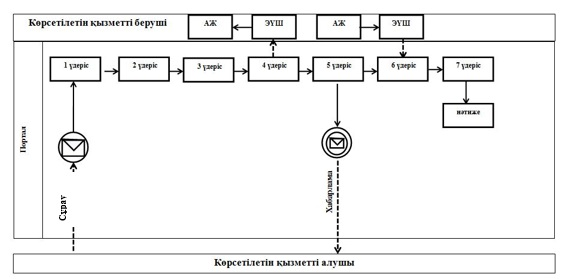 Көрсетілетін қызметті беруші
АЖ
ЭҮШ
АЖ
ЭҮШ
Портал
1 үдеріс
2 үдеріс
3 үдеріс
4 үдеріс
5 үдеріс
6 үдеріс
7 үдеріс
нәтиже
Сұрау
Хабарлама
Көрсетілетін қызметті алушы